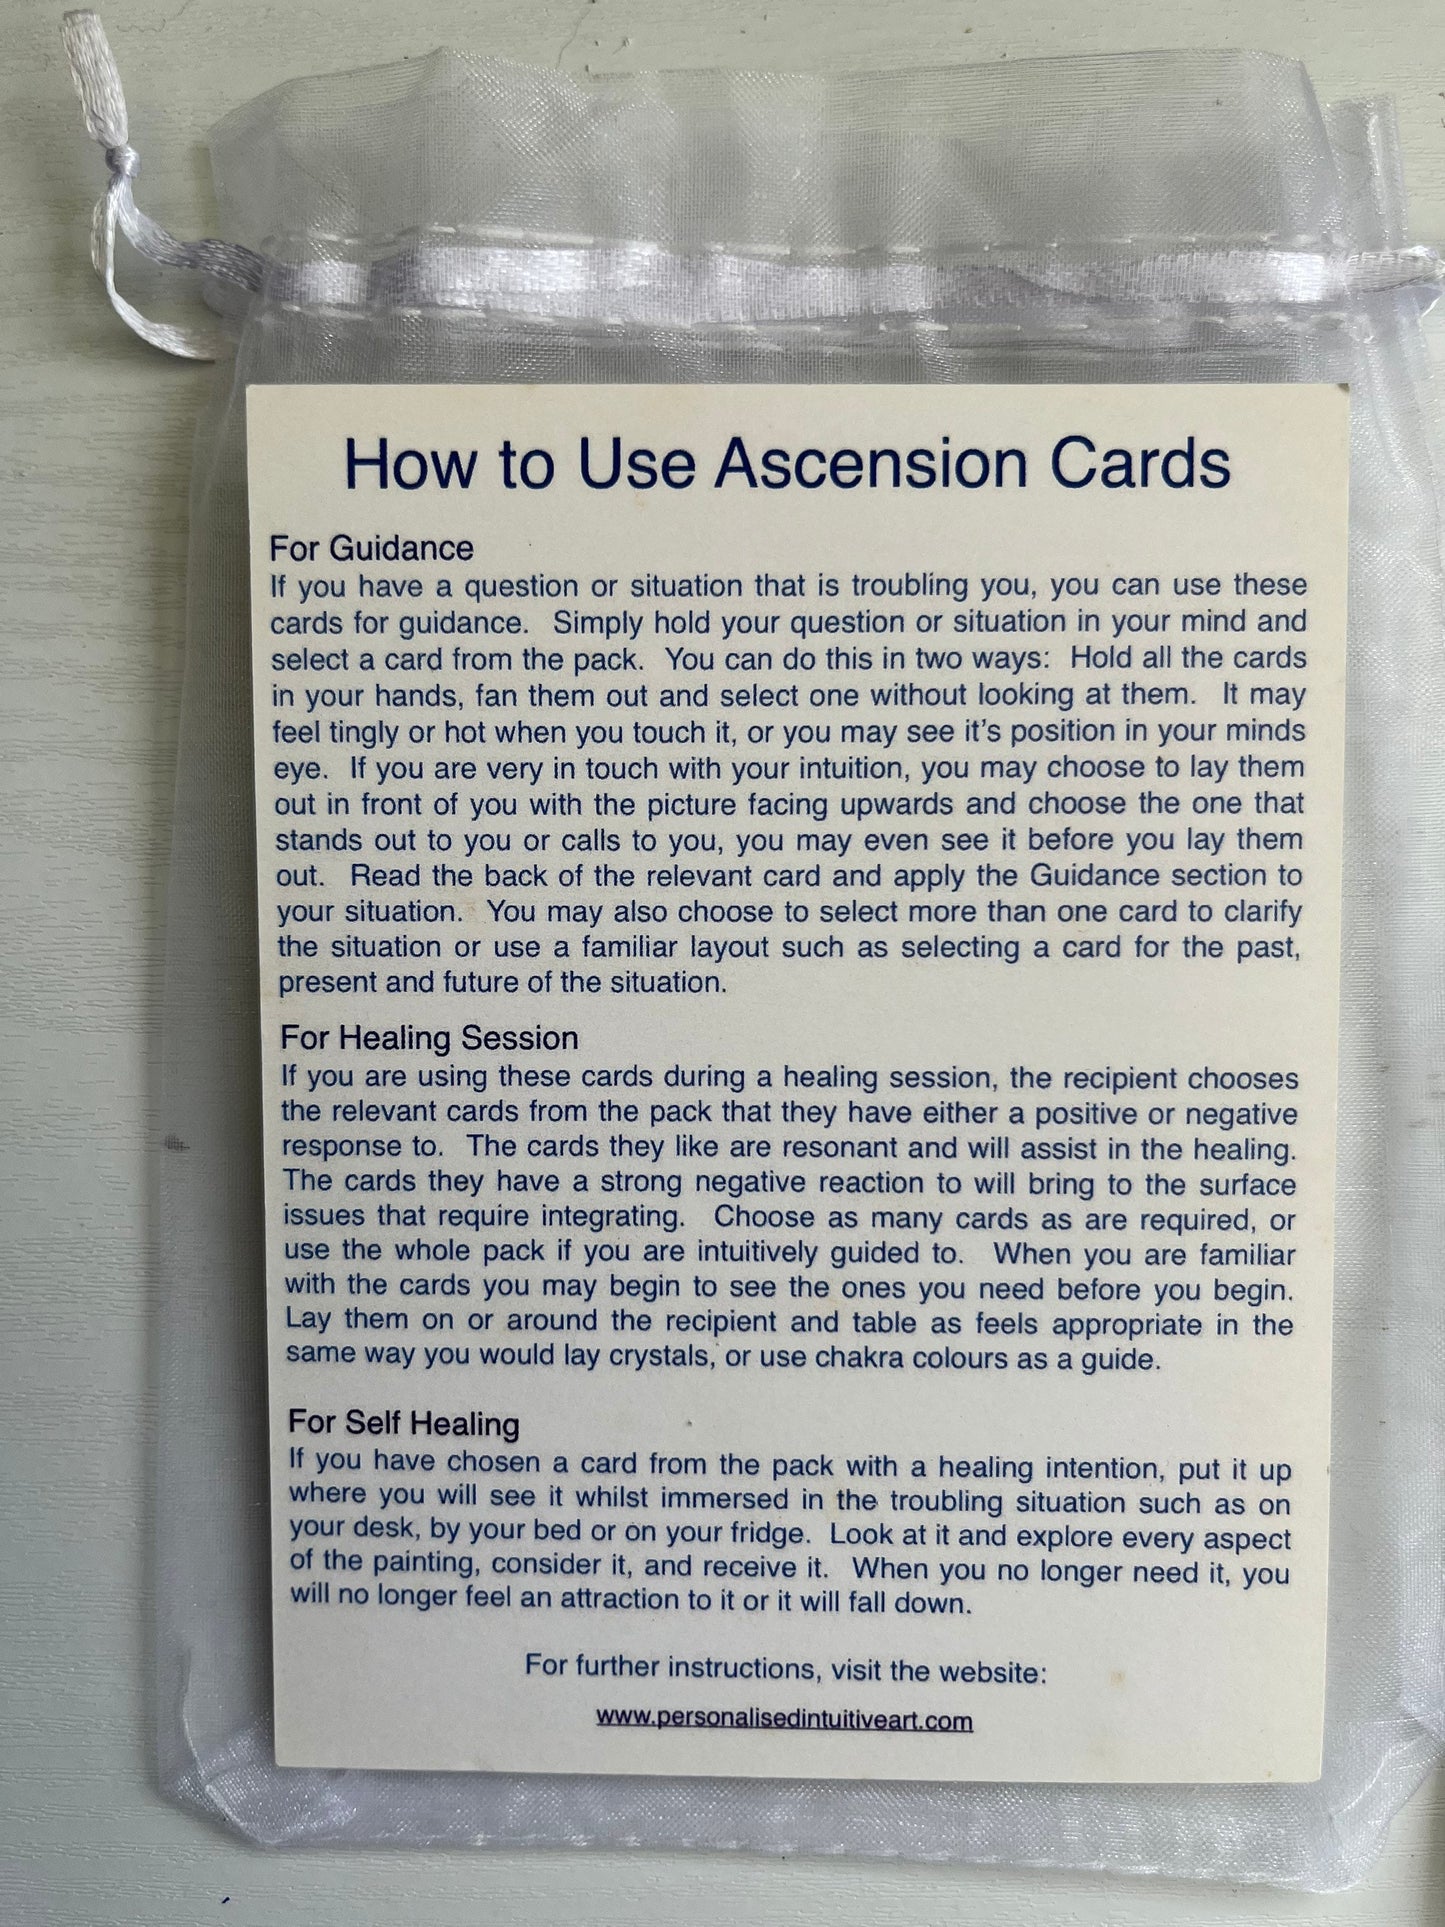 How to Use Ascension Cards
For Guidance
If you have a question or situation that is troubling you, you can use these
cards for guidance.  Simply hold your question or situation in your mind and
select a card from the pack.  You can do this in two ways:  Hold all the cards
in your hands, fan them out and select one without looking at them.  It may
feel tingly or hot when you touch it, or you may see it’s position in your minds
eye.  If you are very in touch with your intuition, you may choose to lay them
out in front of you with the picture facing upwards and choose the one that
stands out to you or calls to you, you may even see it before you lay them
out.  Read the back of the relevant card and apply the Guidance section to
your situation.  You may also choose to select more than one card to clarify
the situation or use a familiar layout such as selecting a card for the past,
present and future of the situation.
For Healing Session
If you are using these cards during a healing session, the recipient chooses
the relevant cards from the pack that they have either a positive or negative
response to.  The cards they like are resonant and will assist in the healing.
The cards they have a strong negative reaction to will bring to the surface
issues that require integrating.  Choose as many cards as are required, or
use the whole pack if you are intuitively guided to.  When you are familiar
with the cards you may begin to see the ones you need before you begin.
Lay them on or around the recipient and table as feels appropriate in the
same way you would lay crystals, or use chakra colours as a guide.
For Self Healing
If you have chosen a card from the pack with a healing intention, put it up
where you will see it whilst immersed in the troubling situation such as on
your desk, by your bed or on your fridge.  Look at it and explore every aspect
of the painting, consider it, and receive it.  When you no longer need it, you
will no longer feel an attraction to it or it will fall down.
For further instructions, visit the website:
www.personalisedintuitiveart.com